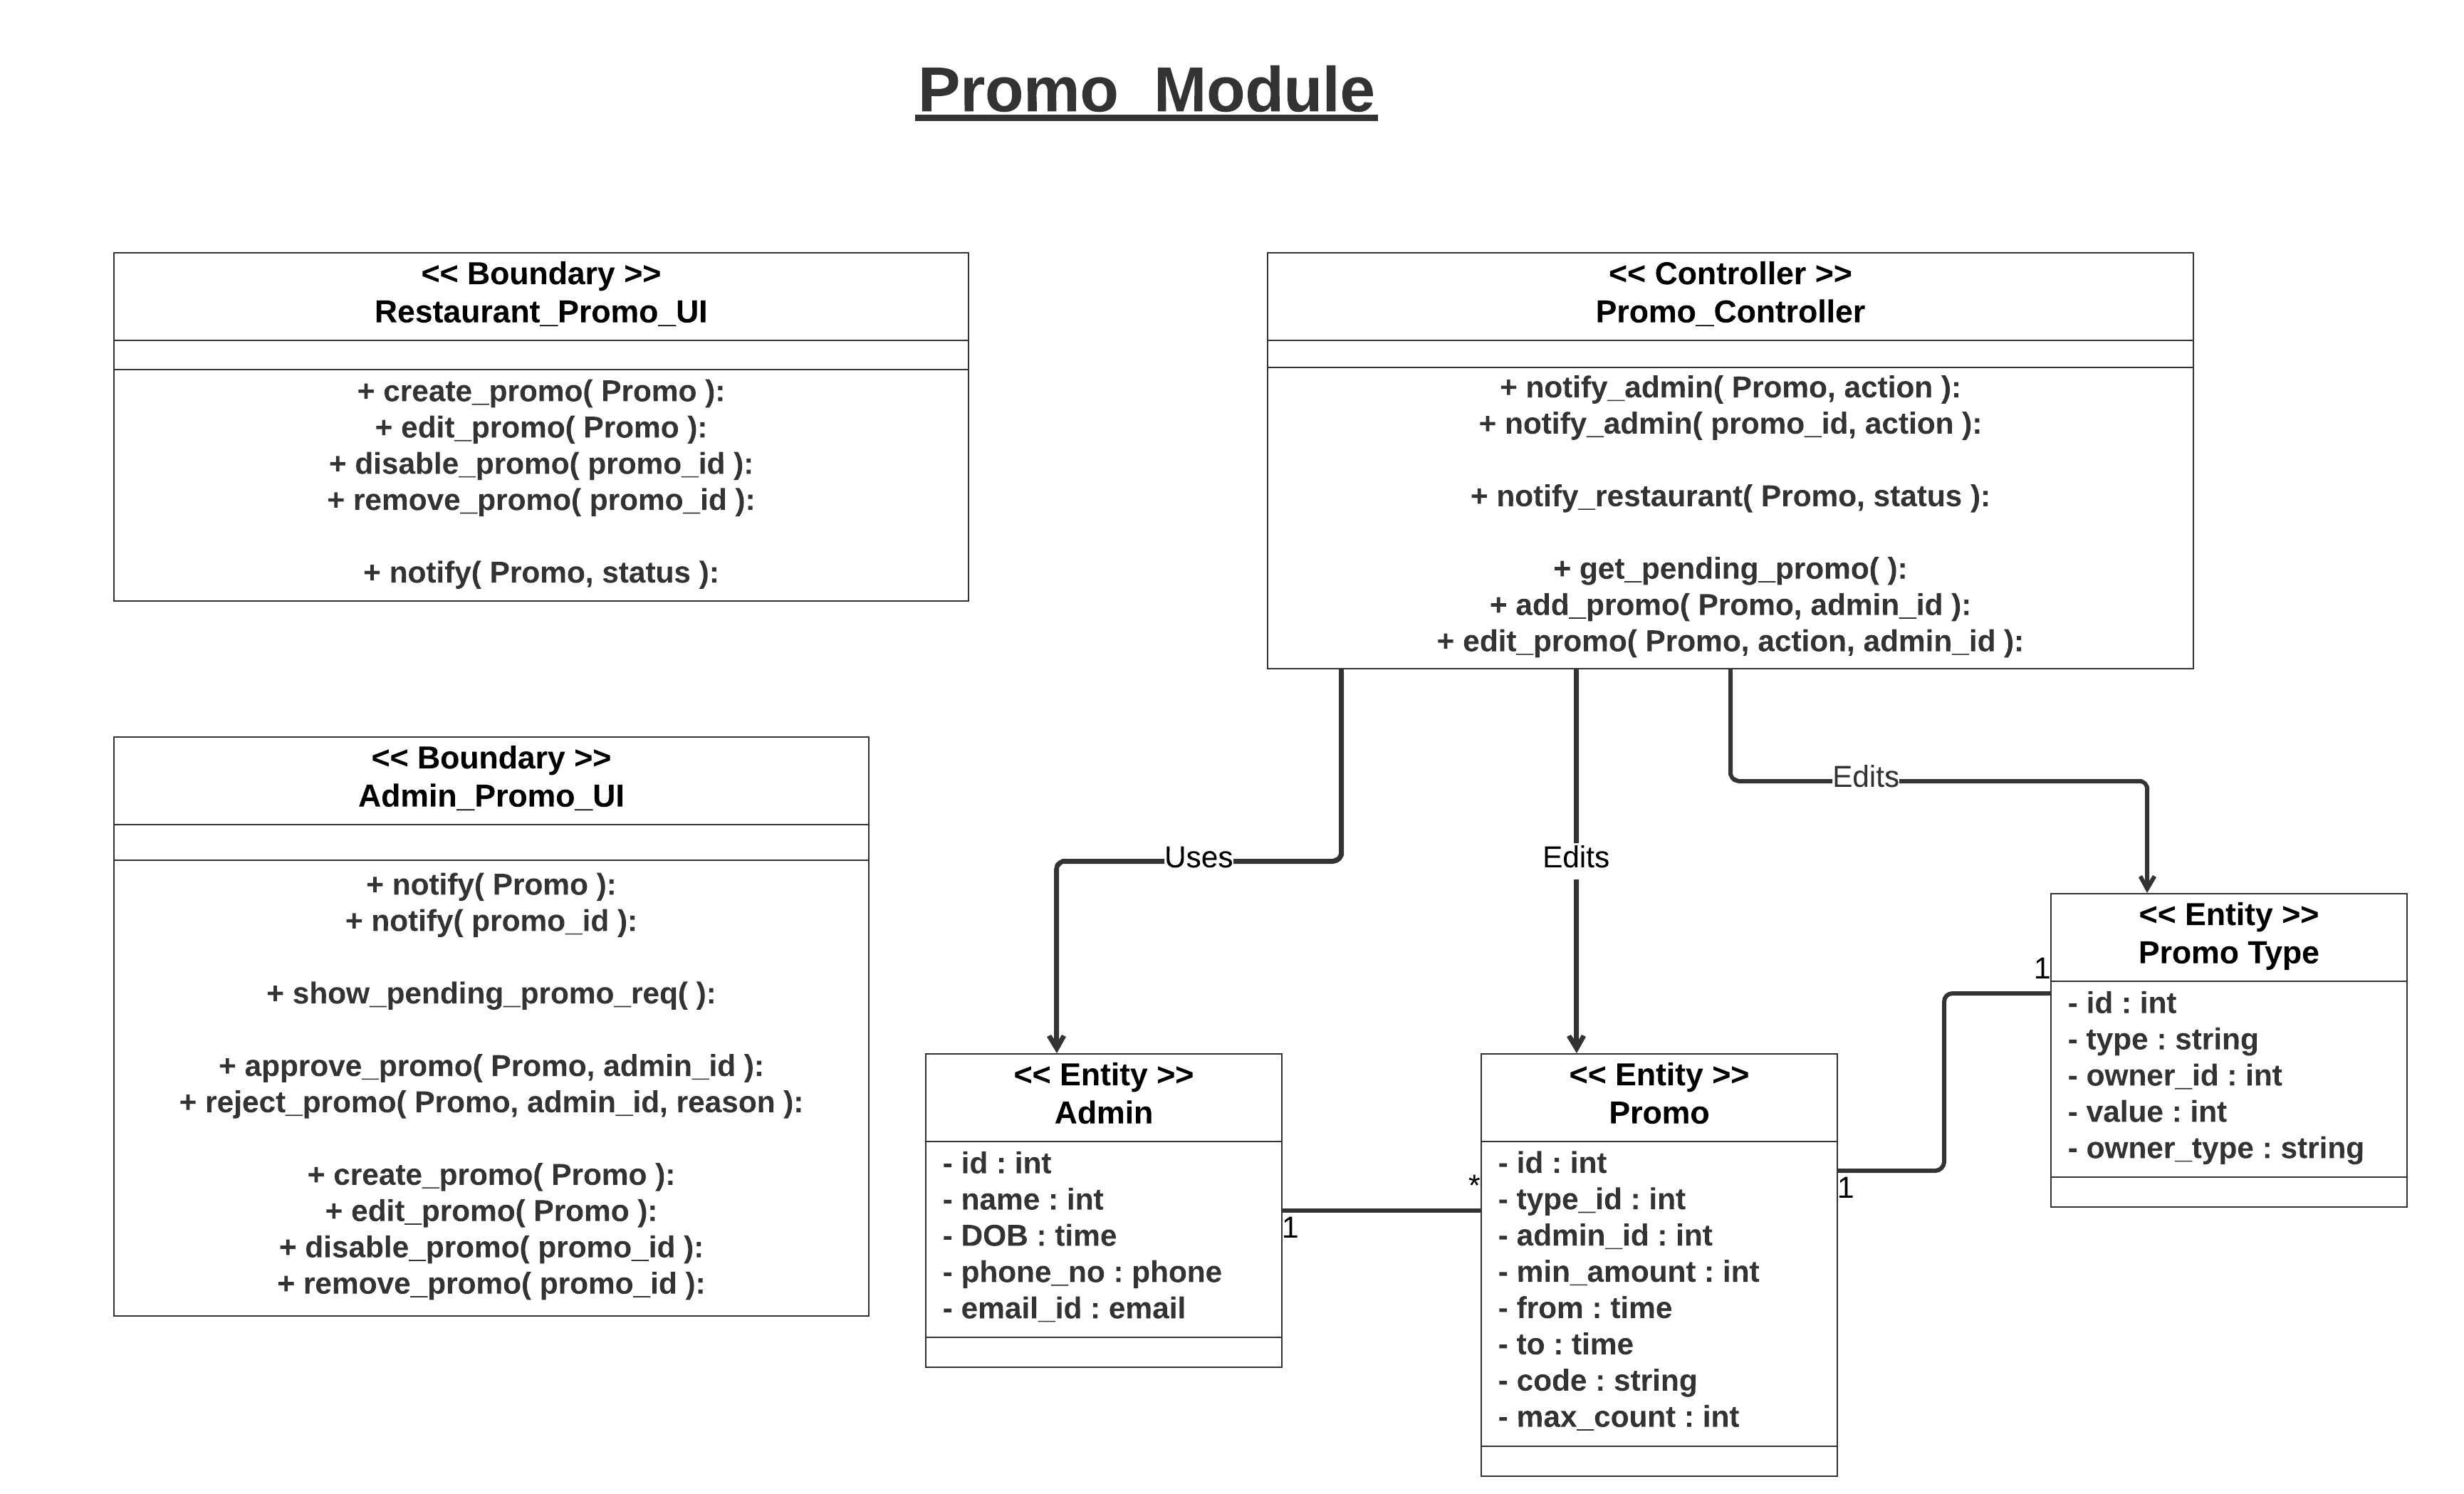 Promo Module
<< Boundary >>
Restaurant_Promo_UI
+ create_promo( Promo ):
+ edit_promo( Promo ):
+ disable_promo( promo_id ):
+ remove_promo( promo_id ):
+ notify( Promo, status ):
<< Controller >>
Promo_Controller
+ notify_admin( Promo, action ):
+ notify_admin( promo_id, action ):
+ notify_restaurant( Promo, status ):
+ get_pending_promo( ):
+ add_promo( Promo, admin_id ):
+ edit_promo( Promo, action, admin_id ):
<< Boundary >>
Admin_Promo_UI
+ notify( Promo ):
+ notify( promo_id ):
+ show_pending_promo_req( ):
+ approve_promo( Promo, admin_id ):
+ reject_promo( Promo, admin_id, reason ):
+ create_promo( Promo ):
+ edit_promo( Promo ):
+ disable_promo( promo_id ):
+ remove_promo( promo_id ):
Uses
Edits
Edits
<< Entity >>
Admin
- id : int
- name : int
- DOB : time
- phone_no : phone
- email_id : email
1
*
<< Entity >>
Promo
- id : int
- type_id : int
- admin_id : int
- min_amount : int
- from : time
- to : time
- code : string
- max_count : int
1
1
<< Entity >>
Promo Type
- id : int
- type : string
- owner_id : int
- value : int
- owner_type : string